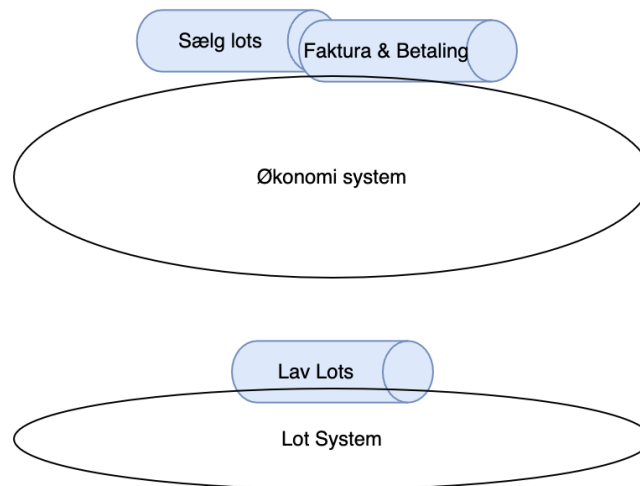 Sælg lots
Faktura & Betaling
Økonomi system
Lav Lots
Lot System